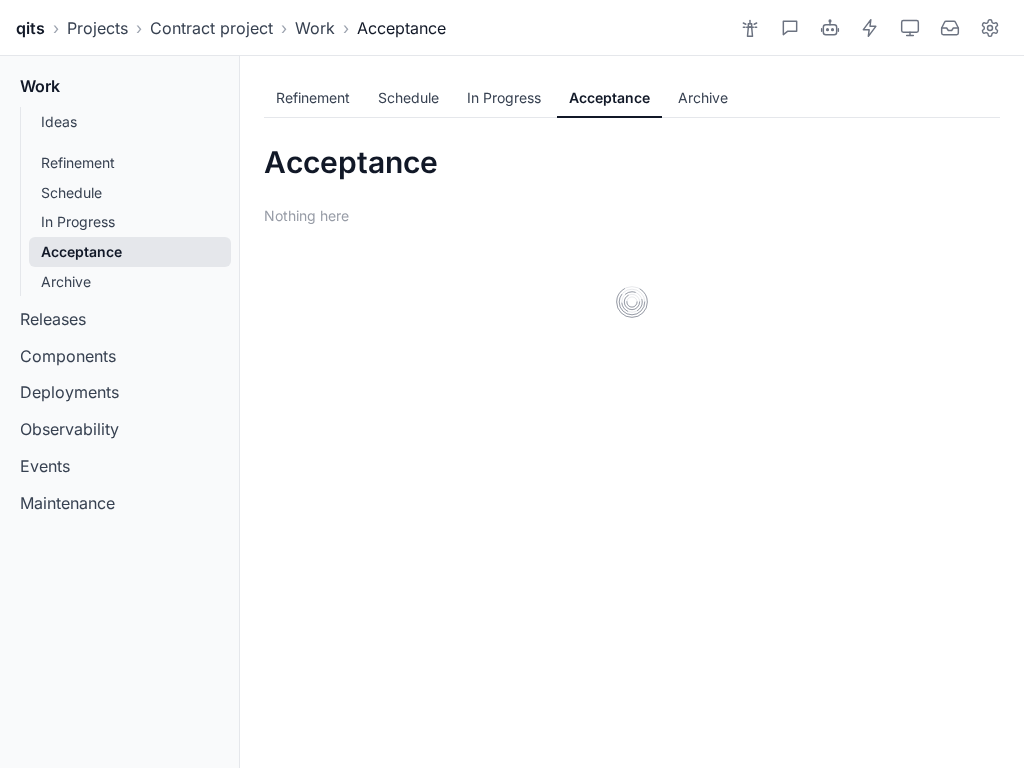 qits › Projects › Contract project › Work › Acceptance
Work
Ideas
Refinement
Schedule
In Progress
Acceptance
Archive
Releases
Components
Deployments
Observability
Events
Maintenance
Refinement Schedule In Progress Acceptance Archive
Acceptance
Nothing here